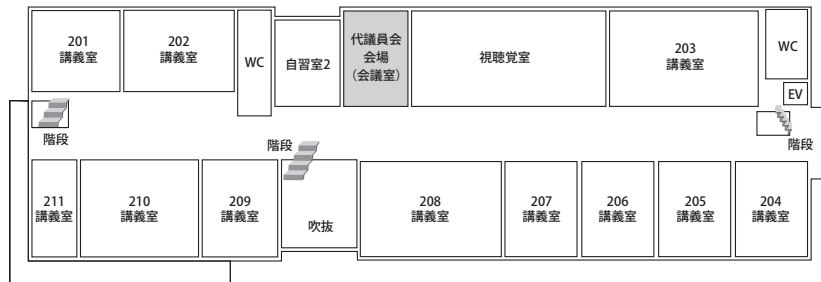 201
講義室
202
講義室
WC
自習室2
代議員会
会場
（会議室）
視聴覚室
203
講義室
WC
EV
階段
階段
階段
211
講義室
210
講義室
209
講義室
吹抜
208
講義室
207
講義室
206
講義室
205
講義室
204
講義室